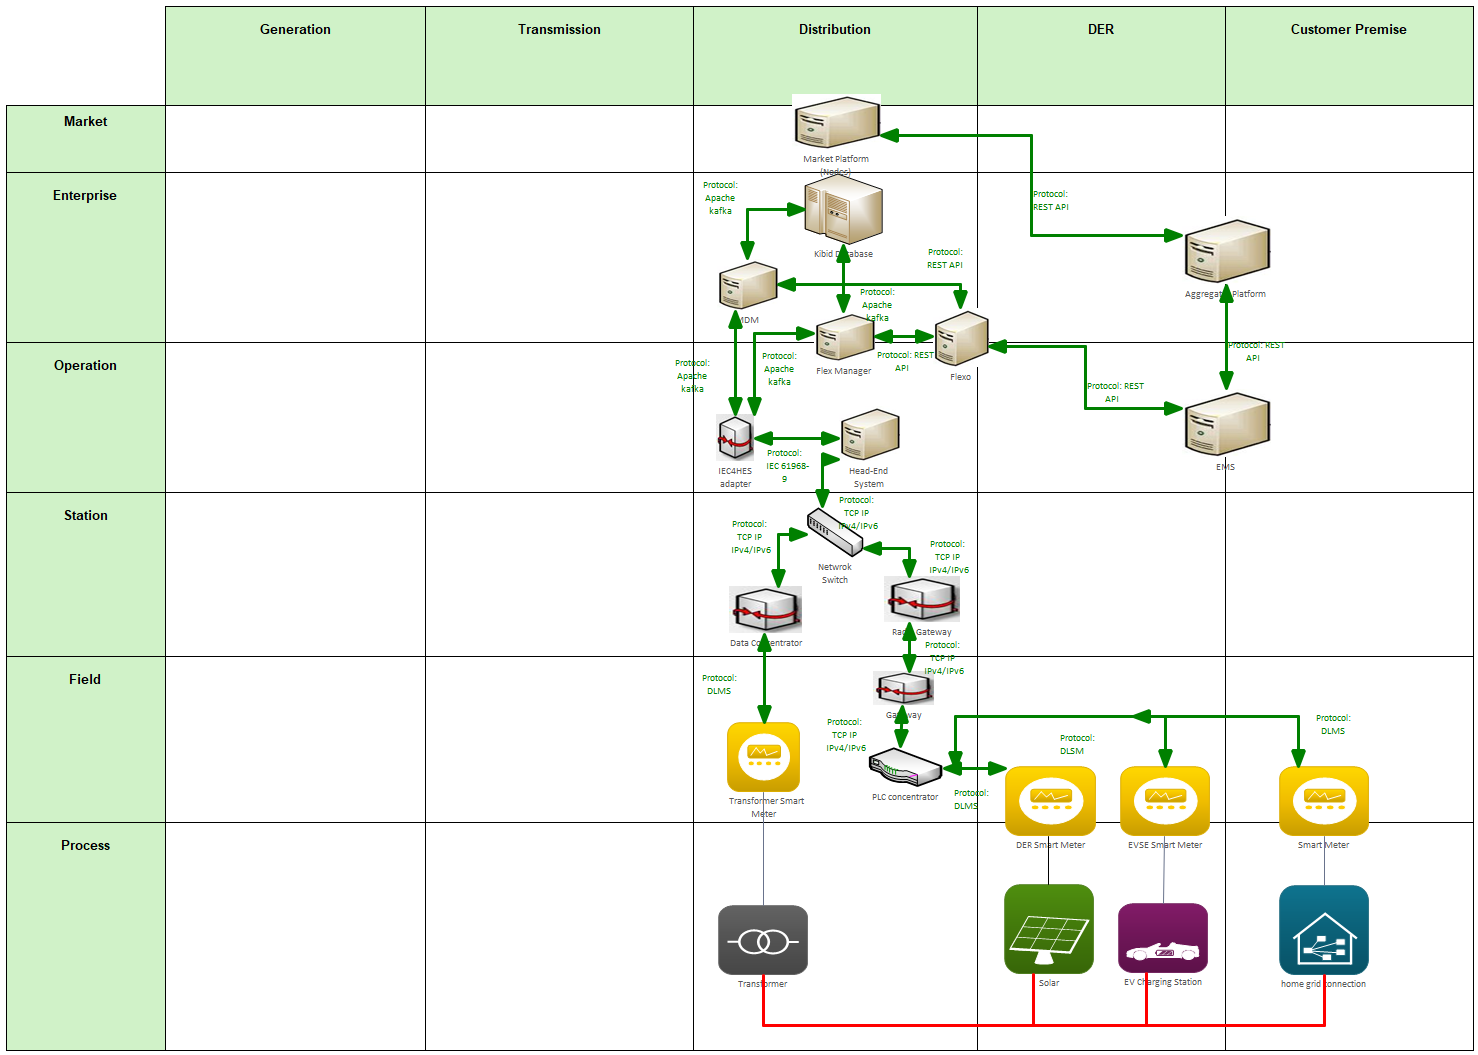 Generation
Transmission
Distribution
DER
Customer Premise
Market
Market Platform
(Nodes)
Enterprise
Protocol:
Apache
kafka
Protocol:
REST API
Kibid Database
Protocol:
REST API
MDM
Protocol:
Apache
kafka
Aggregator Platform
Operation
Protocol:
Apache
kafka
Protocol:
Apache
kafka
Flex Manager
Protocol: REST
API
Flexo
Protocol: REST
API
Protocol: REST
API
IEC4HES
adapter
Protocol:
IEC 61968-
9
Head-End
System
EMS
Station
Protocol:
TCP IP
IPv4/IPv6
Protocol:
TCP IP
IPv4/IPv6
Netwrok
Switch
Protocol:
TCP IP
IPv4/IPv6
Data Concentrator
Radio Gateway
Protocol:
TCP IP
IPv4/IPv6
Field
Protocol:
DLMS
Gateway
Protocol:
TCP IP
IPv4/IPv6
Protocol:
DLSM
Protocol:
DLMS
Transformer Smart
Meter
PLC concentrator
Protocol:
DLMS
Process
DER Smart Meter
EVSE Smart Meter
Smart Meter
Transformer
Solar
EV Charging Station
home grid connection